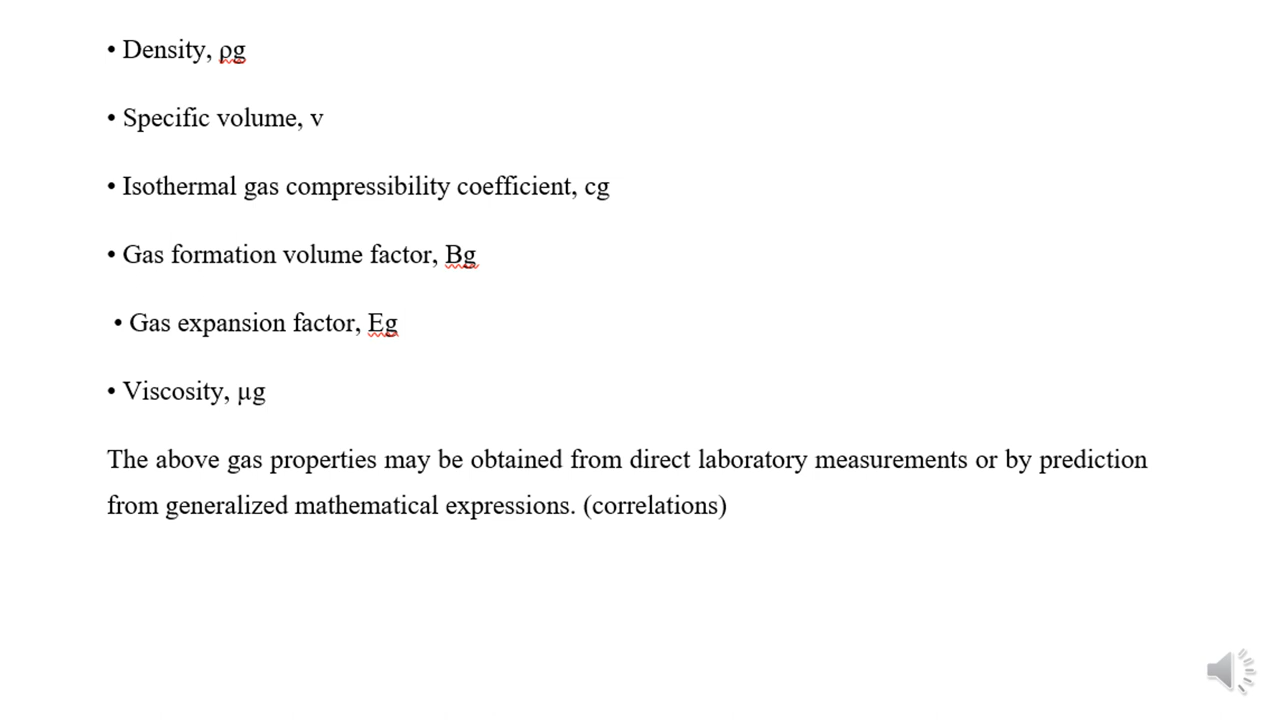 • Density, ρg
• Specific volume, v
• Isothermal gas compressibility coefficient, cg
• Gas formation volume factor, Bg
• Gas expansion factor, Eg
• Viscosity, µg
The above gas properties may be obtained from direct laboratory measurements or by prediction
from generalized mathematical expressions. (correlations)